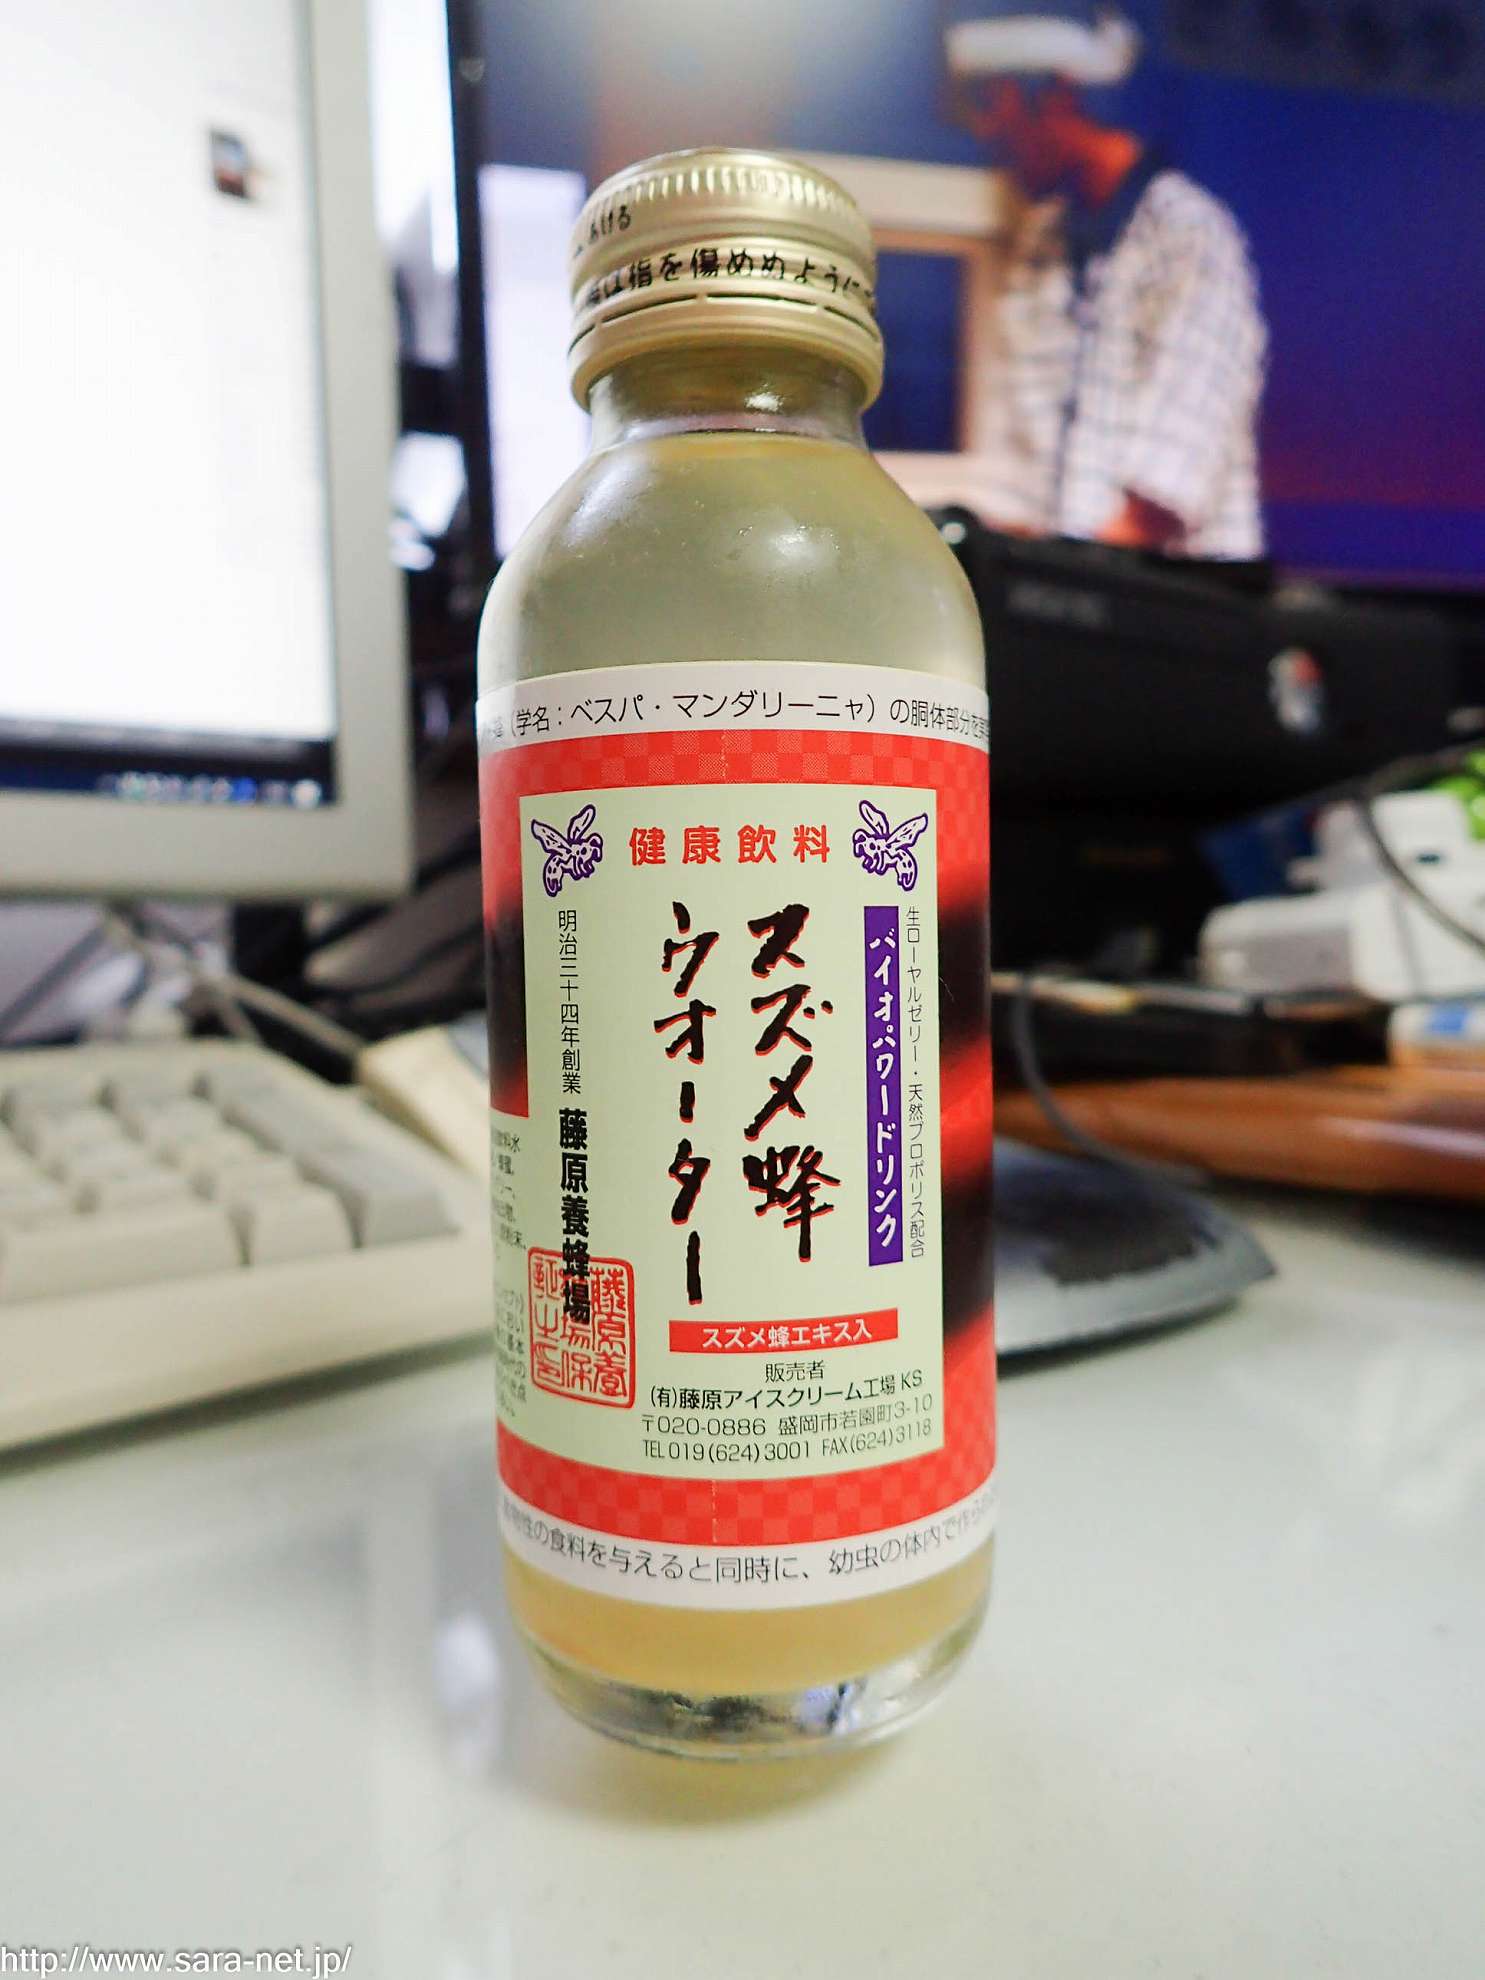 あける
は指を傷めぬように
（学名：ベスパ・マンダリーニャ）の胴体部分を
健康飲料
生ローヤルゼリー・天然プロポリス配合
バイオパワードリンク
スズメ蜂
ウオーター
明治三十四年創業 藤原養蜂場
スズメ蜂エキス入
販売者
(有)藤原アイスクリーム工場 KS
〒020-0886 盛岡市若園町3-10
TEL 019(624)3001 FAX(624)3118
性の食料を与えると同時に、幼虫の体内で作ら
http://www.sara-net.jp/